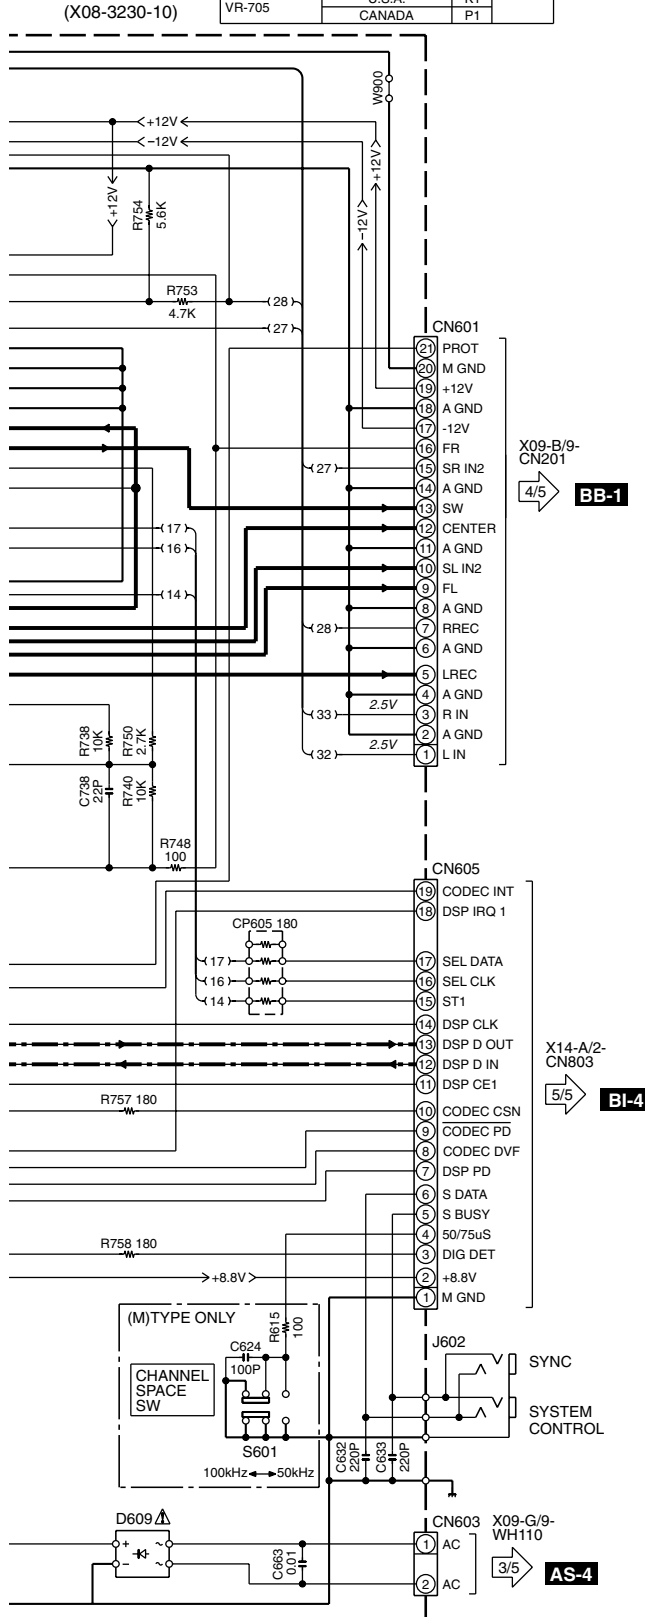 (X08-3230-10)
VR-705
U.S.A. K1
CANADA P1
W900
+12V
-12V
+12V
-12V
+12V
R754
5.6K
R753
4.7K
28
27
CN601
21 PROT
20 M GND
19 +12V
18 A GND
17 -12V
16 FR
27 15 SR IN2
14 A GND
13 SW
12 CENTER
11 A GND
10 SL IN2
9 FL
8 A GND
28 7 RREC
6 A GND
5 LREC
4 A GND
33 2.5V 3 R IN
2 A GND
32 2.5V 1 L IN
X09-B/9-
CN201
4/5 BB-1
17
16
14
R738
10K
R750
2.7K
C738
22P
R740
10K
R748
100
CN605
19 CODEC INT
18 DSP IRQ 1
CP605 180
17 17 SEL DATA
16 16 SEL CLK
14 15 ST1
14 DSP CLK
13 DSP D OUT
12 DSP D IN
11 DSP CE1
R757 180
10 CODEC CSN
9 CODEC PD
8 CODEC DVF
7 DSP PD
6 S DATA
5 S BUSY
4 50/75uS
R758 180
3 DIG DET
+8.8V 2 +8.8V
1 M GND
X14-A/2-
CN803
5/5 BI-4
(M)TYPE ONLY
R615
100
C624
100P
CHANNEL
SPACE
SW
S601
100kHz 50kHz
J602
SYNC
SYSTEM
CONTROL
C632
220P
C633
220P
D609
+ ~
- ~
C663
0.01
CN603
1 AC
2 AC
X09-G/9-
WH110
3/5 AS-4